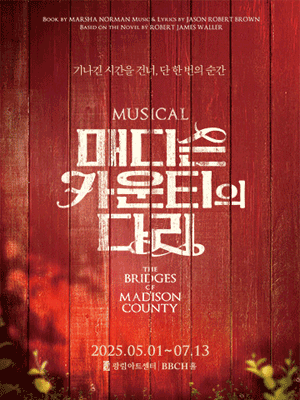 BOOK BY MARSHA NORMAN MUSIC & LYRICS BY JASON ROBERT BROWN
BASED ON THE NOVEL BY ROBERT JAMES WALLER
기나긴 시간을 건너, 단 한 번의 순간
MUSICAL
매디슨
카운티의
다리
THE
BRIDGES
OF
MADISON
COUNTY
2025.05.01~07.13
광림아트센터 | BBCH홀